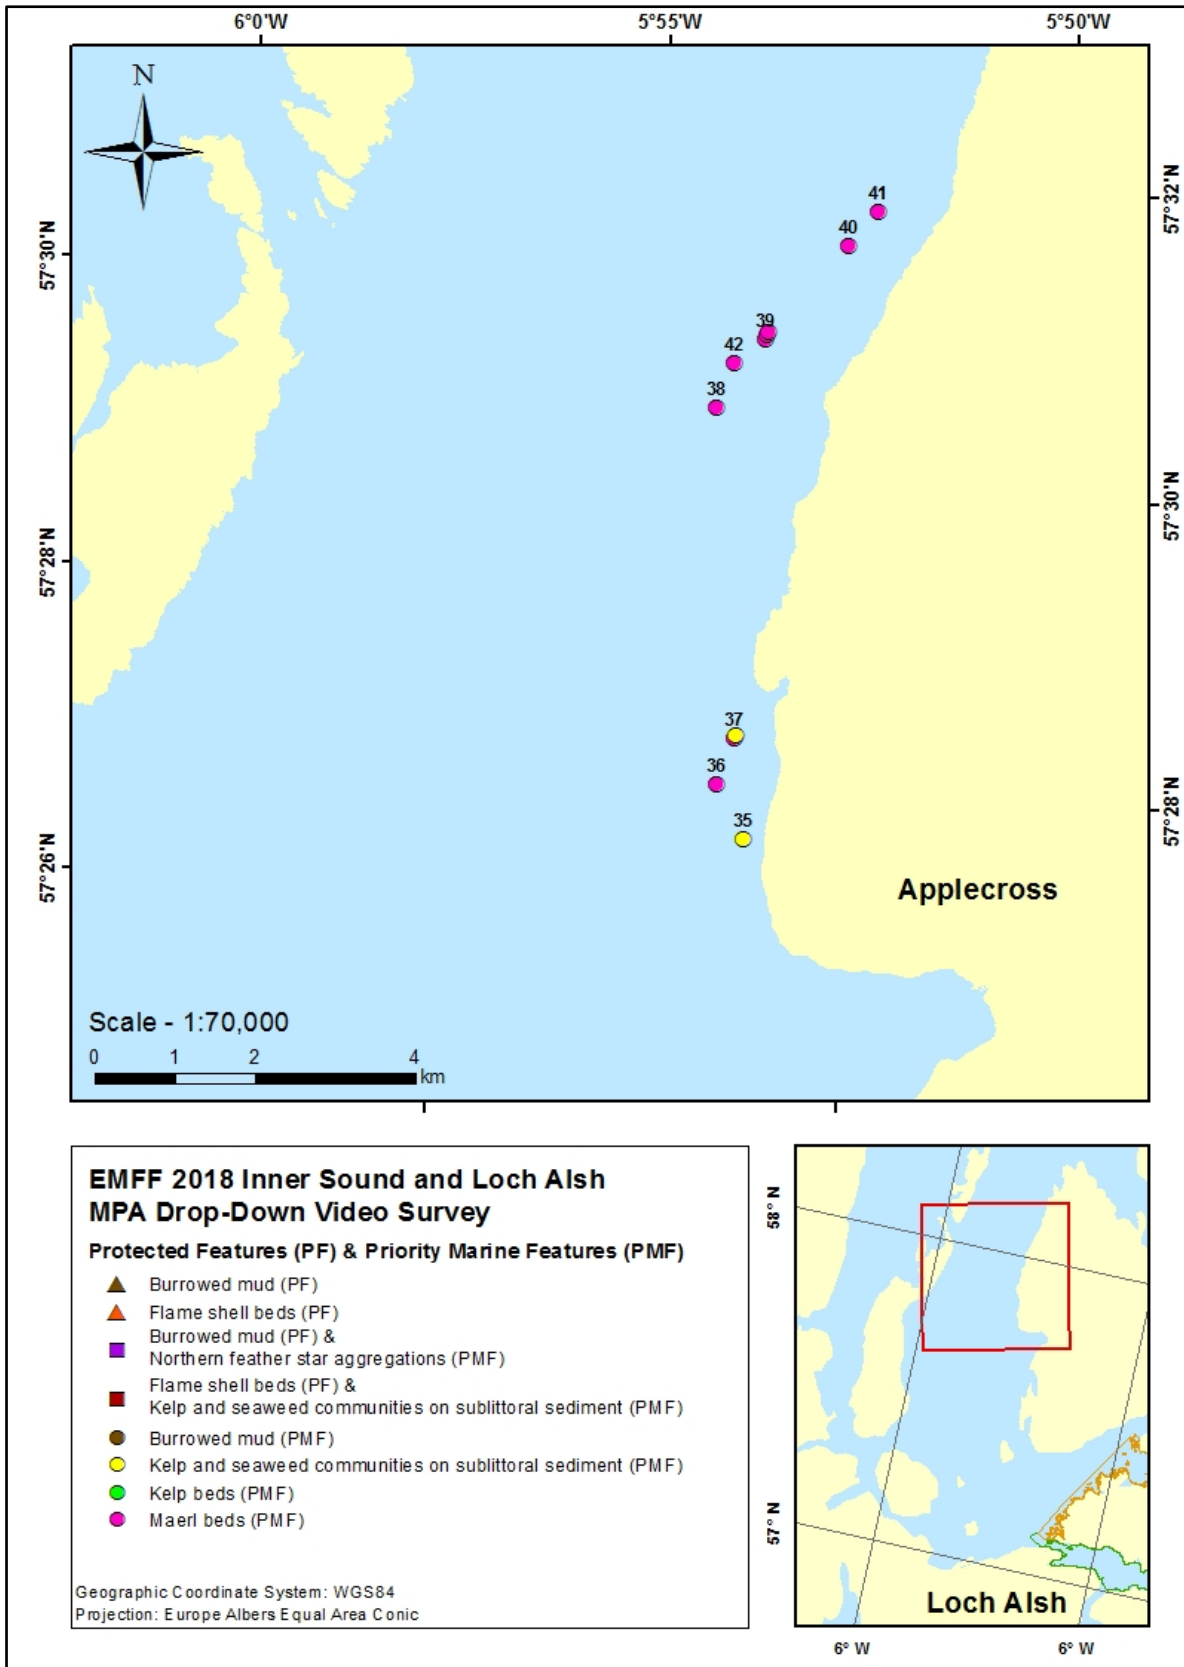 6°0'W 5°55'W 5°50'W
N
57°32'N
41
40
57°30'N
39
42
38
57°30'N
57°28'N
37
36
57°28'N
35
57°26'N
Applecross
Scale - 1:70,000
0 1 2 4
km
EMFF 2018 Inner Sound and Loch Alsh
MPA Drop-Down Video Survey
Protected Features (PF) & Priority Marine Features (PMF)
Burrowed mud (PF)
Flame shell beds (PF)
Burrowed mud (PF) &
Northern feather star aggregations (PMF)
Flame shell beds (PF) &
Kelp and seaweed communities on sublittoral sediment (PMF)
Burrowed mud (PMF)
Kelp and seaweed communities on sublittoral sediment (PMF)
Kelp beds (PMF)
Maerl beds (PMF)
Geographic Coordinate System: WGS84
Projection: Europe Albers Equal Area Conic
58° N
57° N
Loch Alsh
6° W 6° W